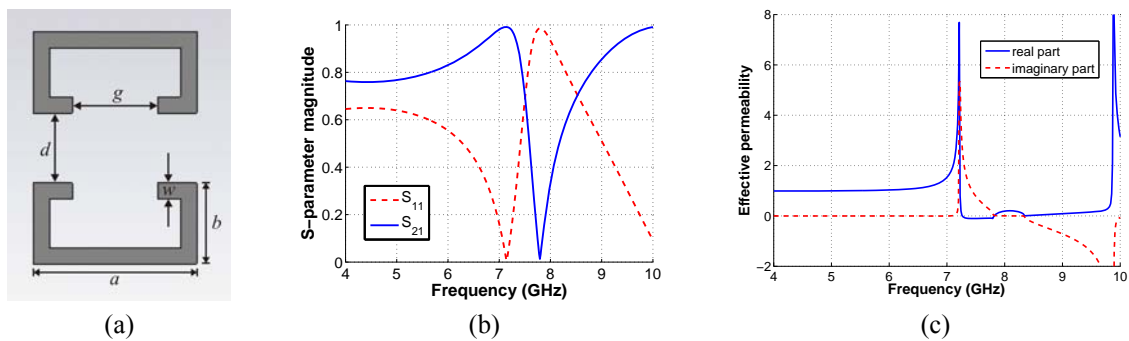 g
d
w
b
a
(a)
S-parameter magnitude
1
0.8
0.6
0.4
0.2
0
S11
S21
4 5 6 7 8 9 10
Frequency (GHz)
(b)
Effective permeability
8
6
4
2
0
−2
real part
imaginary part
4 5 6 7 8 9 10
Frequency (GHz)
(c)